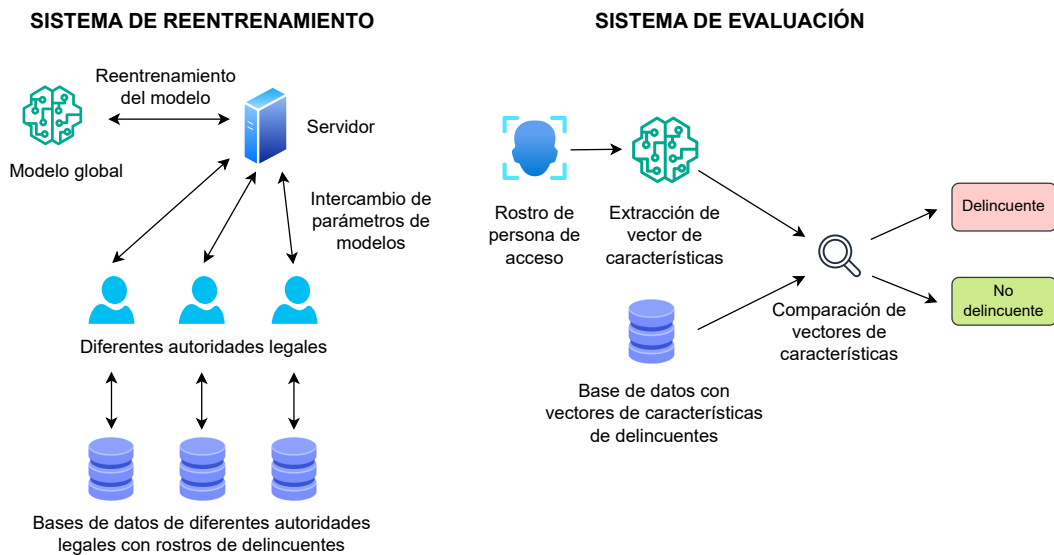 SISTEMA DE REENTRENAMIENTO
Reentrenamiento
del modelo
Servidor
Modelo global
Intercambio de
parámetros de
modelos
Diferentes autoridades legales
Bases de datos de diferentes autoridades
legales con rostros de delincuentes
SISTEMA DE EVALUACIÓN
Rostro de
persona de
acceso
Extracción de
vector de
características
Delincuente
No
delincuente
Comparación de
vectores de
características
Base de datos con
vectores de características
de delincuentes